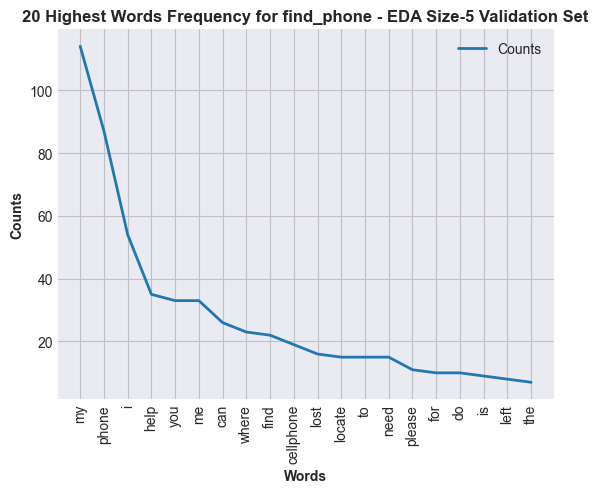 20 Highest Words Frequency for find_phone - EDA Size-5 Validation Set
Counts
100
80
60
40
20
Counts
my
phone
i
help
you
me
can
where
find
cellphone
lost
locate
to
need
please
for
do
is
left
the
Words